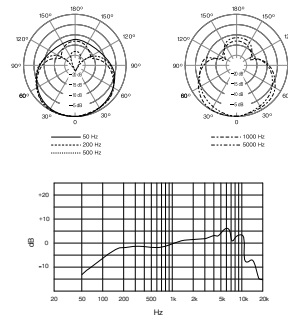 180°
150° 150°
120° 120°
90° 90°
60° 60°
30° 30°
0
-20 dB
-15 dB
-10 dB
-5 dB
50 Hz
200 Hz
500 Hz
180°
150° 150°
120° 120°
90° 90°
60° 60°
30° 30°
0
-20 dB
-15 dB
-10 dB
-5 dB
1000 Hz
5000 Hz
+20
+10
0
-10
dB
20 50 100 200 500 1k 2k 5k 10k 20k
Hz